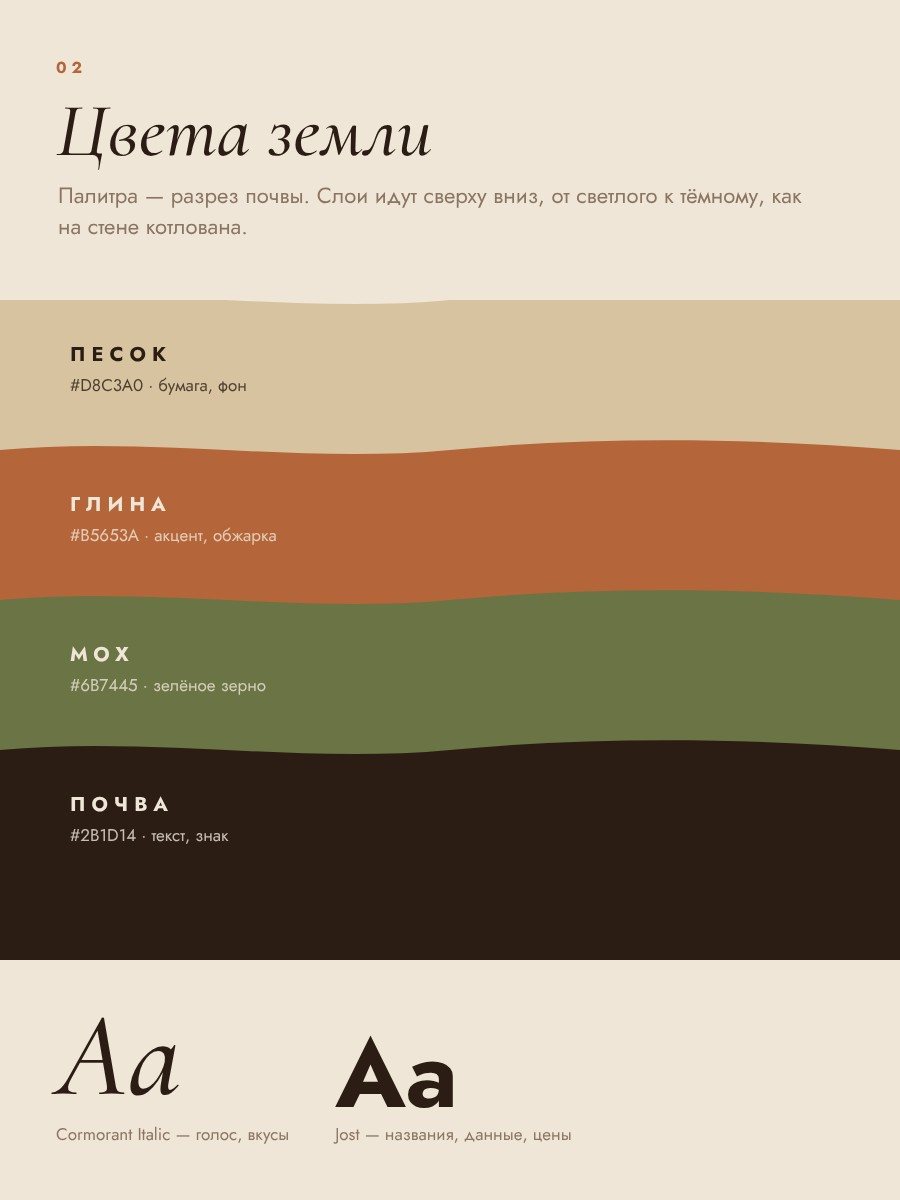 02
Цвета земли
Палитра — разрез почвы. Слои идут сверху вниз, от светлого к тёмному, как
на стене котлована.
ПЕСОК
#D8C3A0 · бумага, фон
ГЛИНА
#B5653A · акцент, обжарка
МОХ
#6B7445 · зелёное зерно
ПОЧВА
#2B1D14 · текст, знак
Aa Aa
Cormorant Italic — голос, вкусы Jost — названия, данные, цены